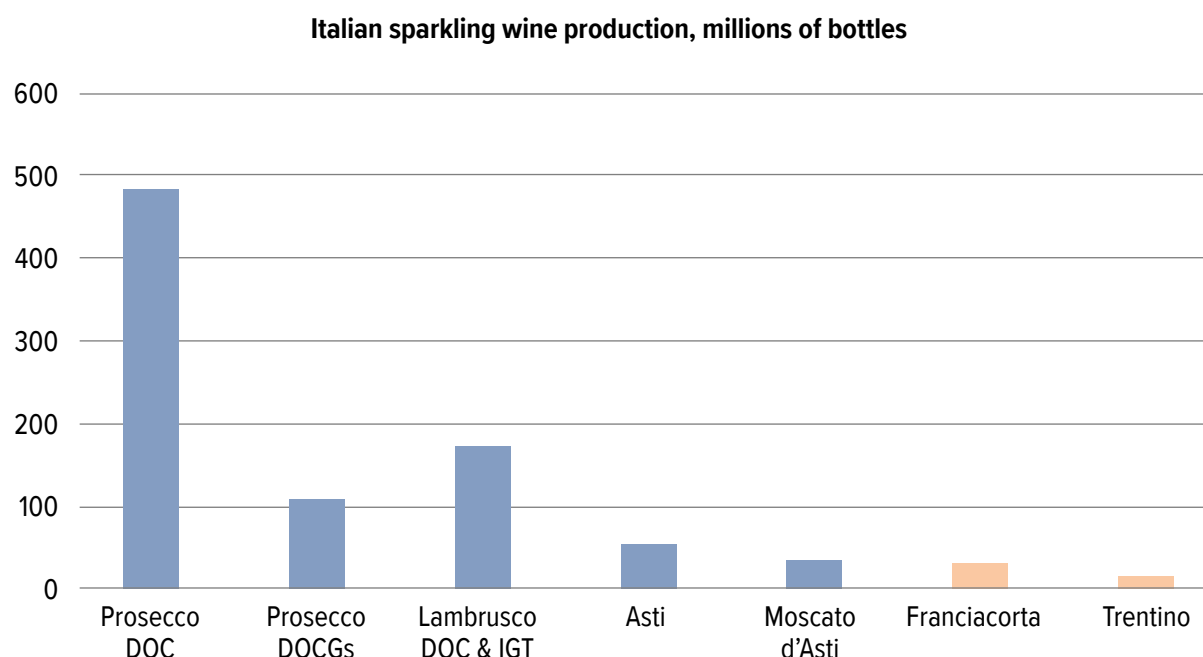 Italian sparkling wine production, millions of bottles
600
500
400
300
200
100
0
Prosecco DOC
Prosecco DOCGs
Lambrusco DOC & IGT
Asti
Moscato d’Asti
Franciacorta
Trentino